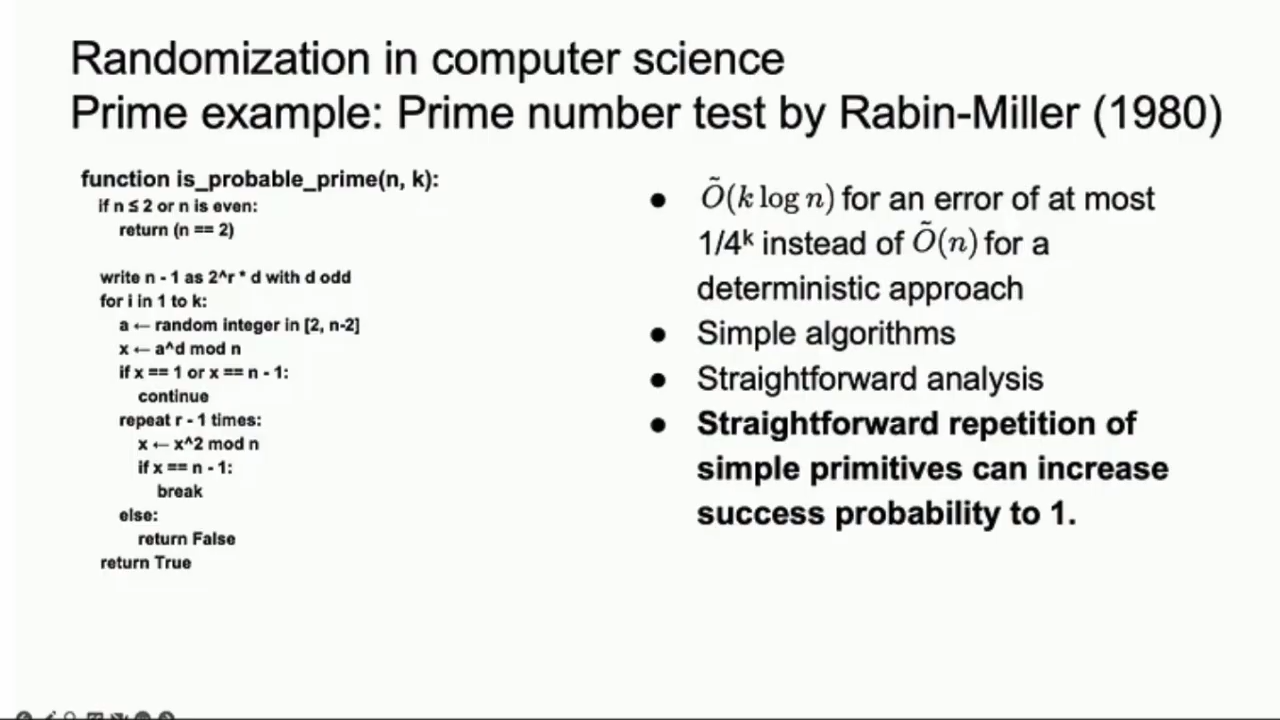 Randomization in computer science
Prime example: Prime number test by Rabin-Miller (1980)
function is_probable_prime(n, k):
if n ≤ 2 or n is even:
return (n == 2)
write n - 1 as 2^r * d with d odd
for i in 1 to k:
a ← random integer in [2, n-2]
x ← a^d mod n
if x == 1 or x == n - 1:
continue
repeat r - 1 times:
x ← x^2 mod n
if x == n - 1:
break
else:
return False
return True
● Õ(k log n) for an error of at most
1/4ᵏ instead of Õ(n) for a
deterministic approach
● Simple algorithms
● Straightforward analysis
● Straightforward repetition of
simple primitives can increase
success probability to 1.